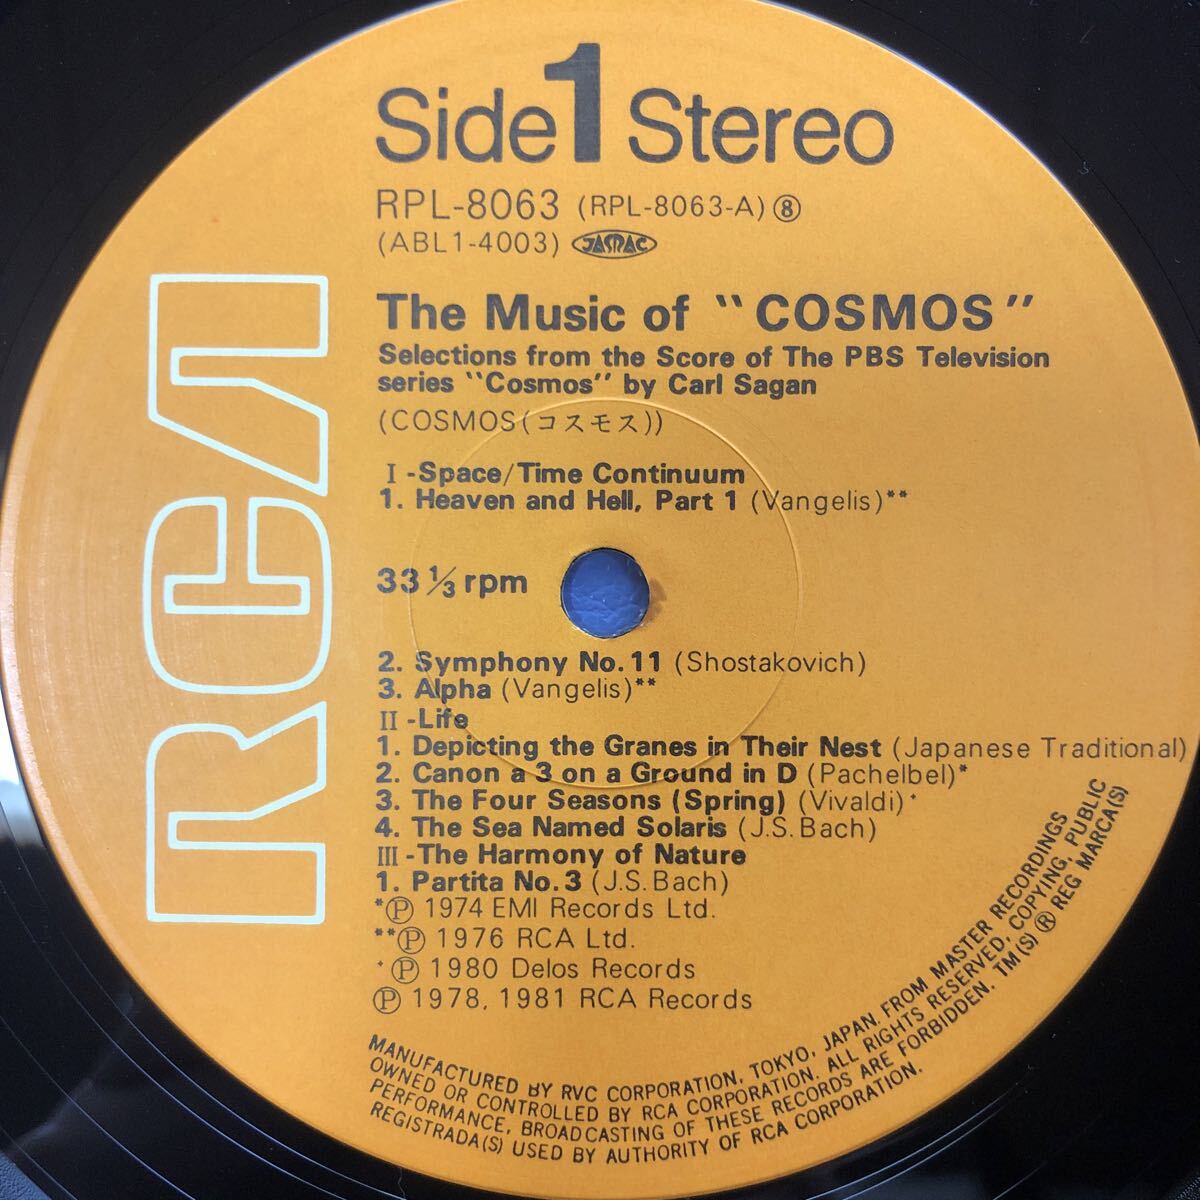 Side 1 Stereo
RPL-8063 (RPL-8063-A) ⑧
(ABL1-4003) JASRAC
RCA
The Music of "COSMOS"
Selections from the Score of The PBS Television
series "Cosmos" by Carl Sagan
(COSMOS(コスモス))
I -Space/Time Continuum
1. Heaven and Hell, Part 1 (Vangelis)**
33 1/3 rpm
2. Symphony No. 11 (Shostakovich)
3. Alpha (Vangelis)**
II -Life
1. Depicting the Granes in Their Nest (Japanese Traditional)
2. Canon a 3 on a Ground in D (Pachelbel)*
3. The Four Seasons (Spring) (Vivaldi)⁺
4. The Sea Named Solaris (J.S.Bach)
III -The Harmony of Nature
1. Partita No. 3 (J.S.Bach)
*Ⓟ 1974 EMI Records Ltd.
**Ⓟ 1976 RCA Ltd.
⁺Ⓟ 1980 Delos Records
Ⓟ 1978, 1981 RCA Records
MANUFACTURED BY RVC CORPORATION, TOKYO, JAPAN. FROM MASTER RECORDINGS
OWNED OR CONTROLLED BY RCA CORPORATION. ALL RIGHTS RESERVED, COPYING, PUBLIC
PERFORMANCE, BROADCASTING OF THESE RECORDS ARE FORBIDDEN. TM(S) ® REG MARCA(S)
REGISTRADA(S) USED BY AUTHORITY OF RCA CORPORATION.